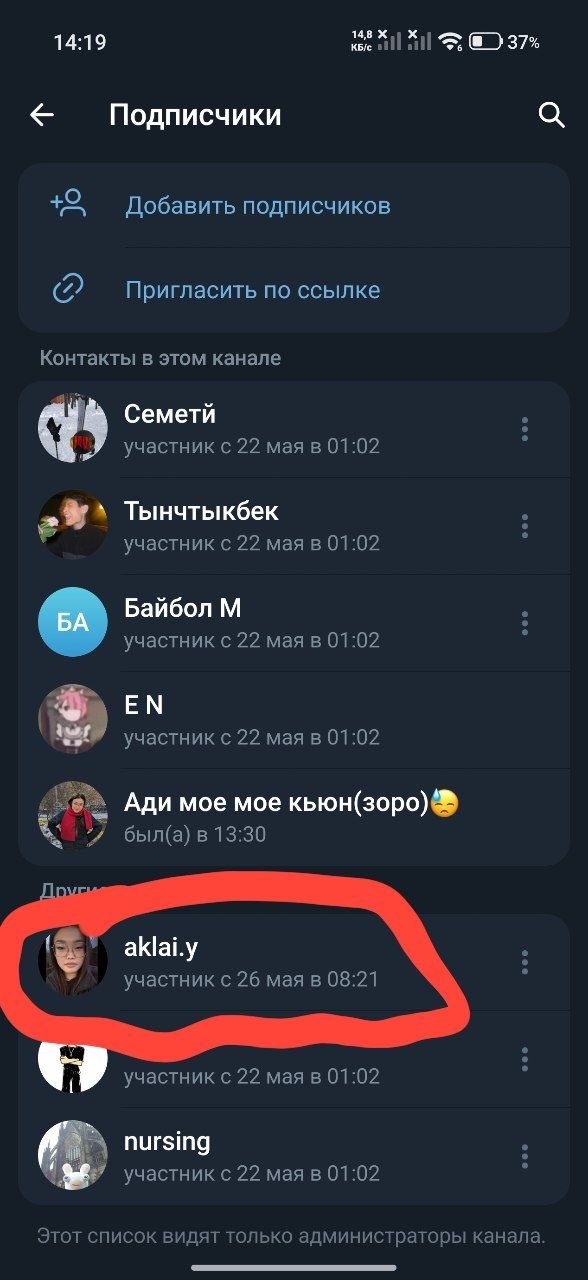 14:19
14,8
КБ/с
6
37%
Подписчики
Добавить подписчиков
Пригласить по ссылке
Контакты в этом канале
Семетй
участник с 22 мая в 01:02
Тынчтыкбек
участник с 22 мая в 01:02
БА
Байбол М
участник с 22 мая в 01:02
E N
участник с 22 мая в 01:02
Ади мое мое кьюн(зоро)😓
был(а) в 13:30
aklai.y
участник с 26 мая в 08:21
участник с 22 мая в 01:02
nursing
участник с 22 мая в 01:02
Этот список видят только администраторы канала.